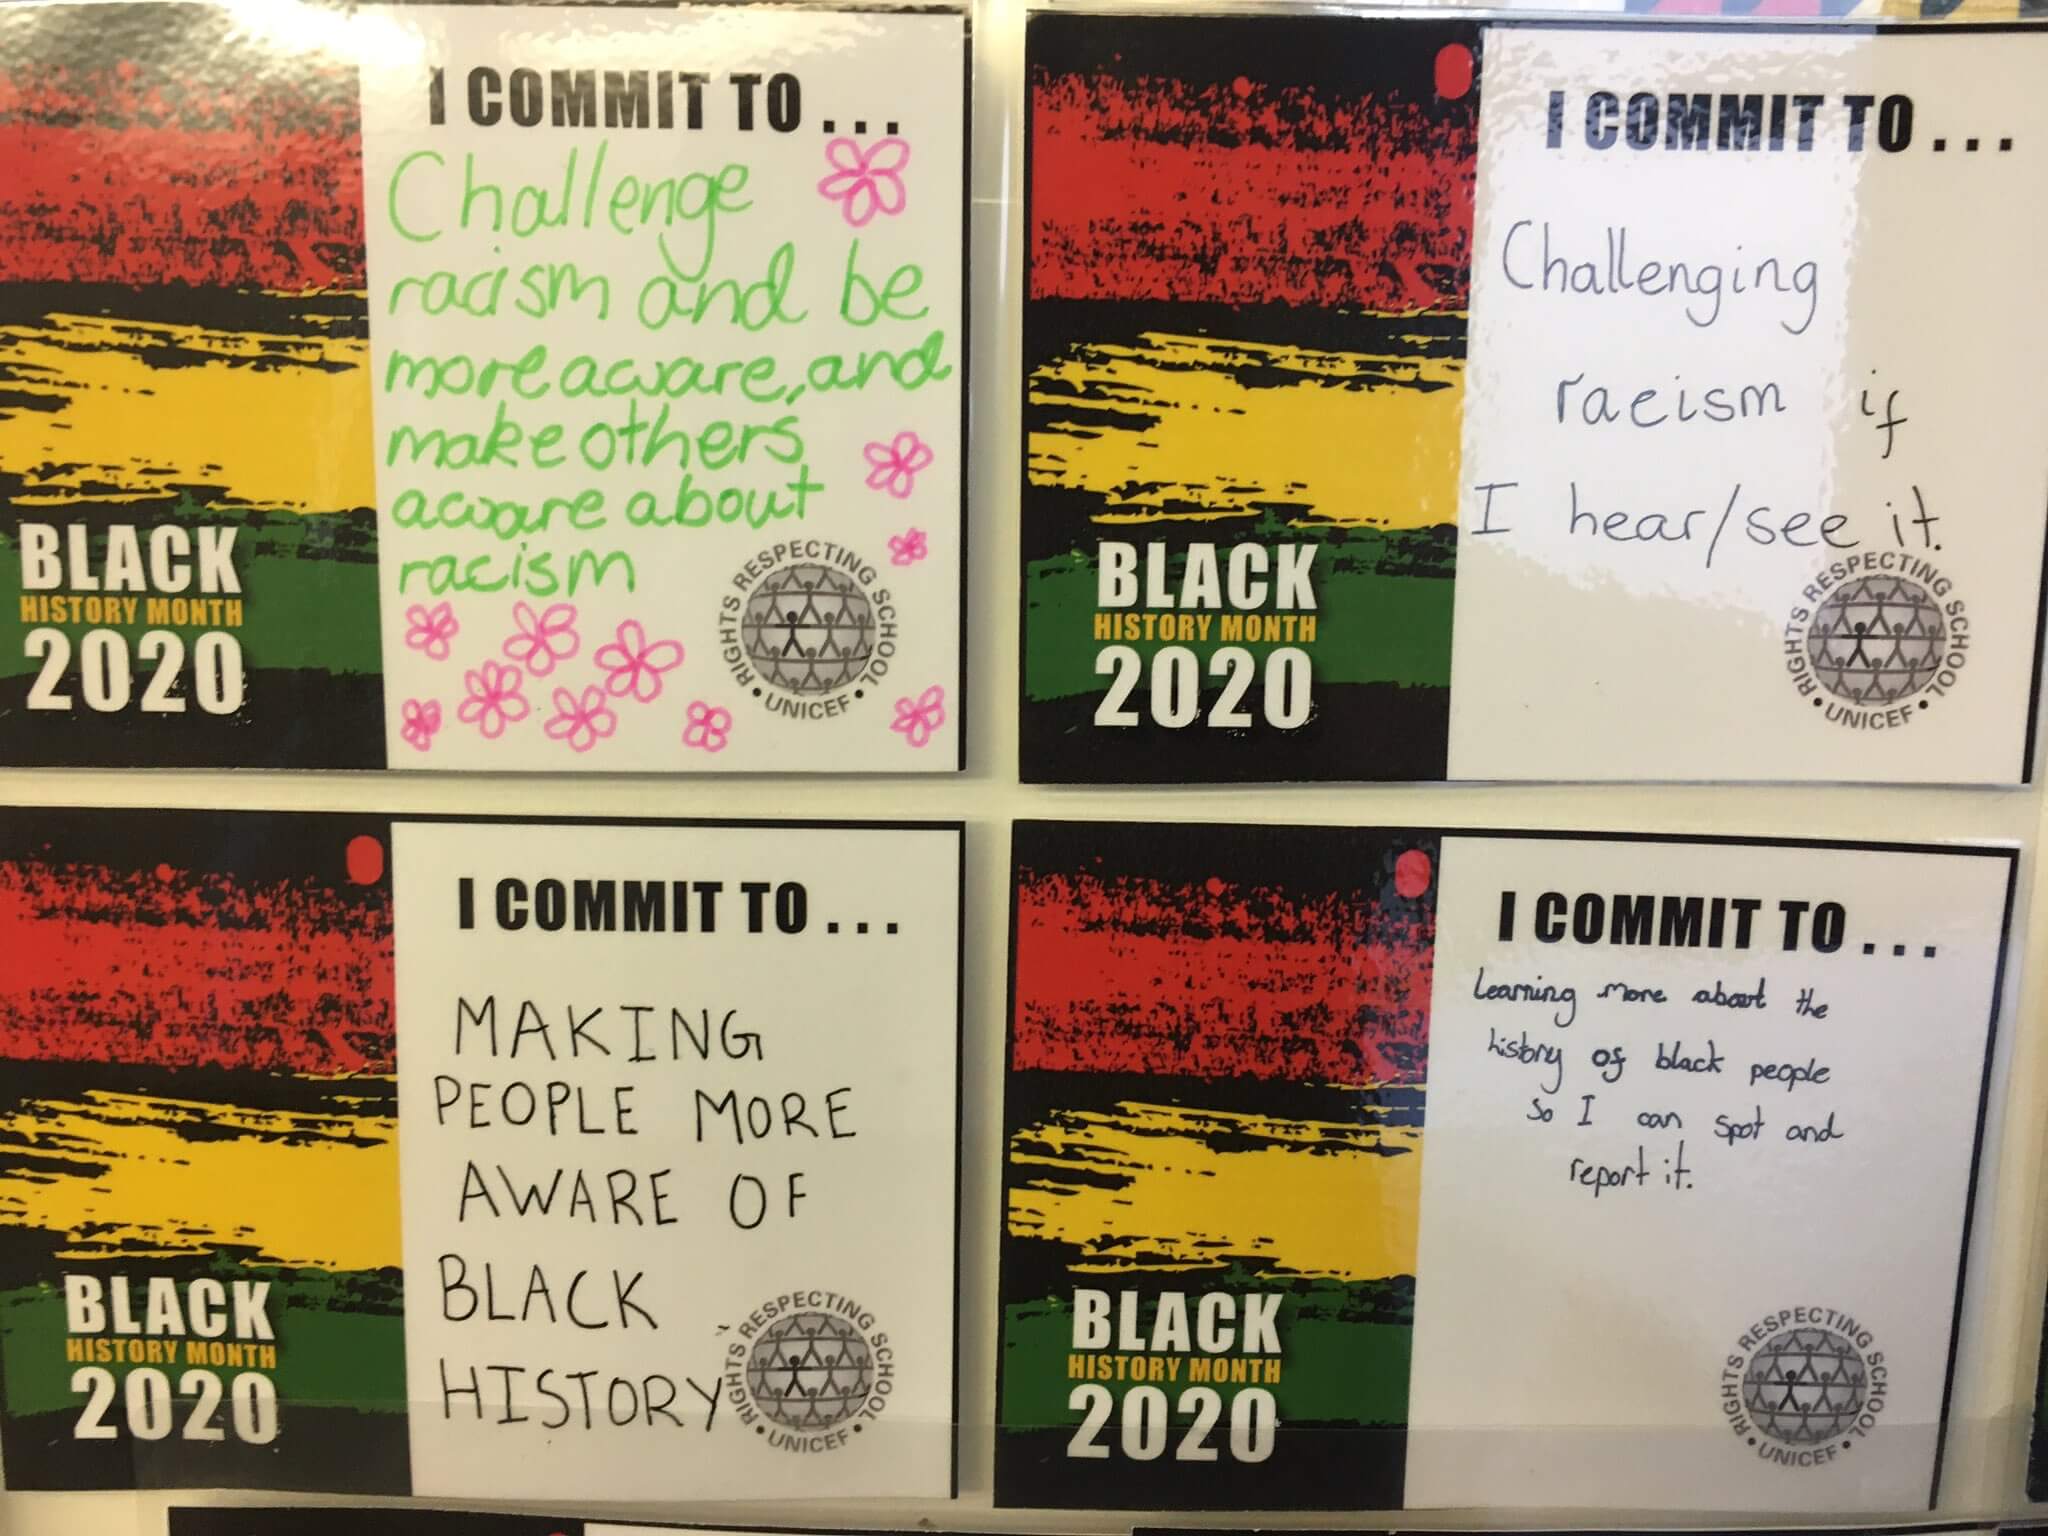 I COMMIT TO . . .
Challenge
racism and be
more aware, and
make others
aware about
racism
BLACK
HISTORY MONTH
2020
RIGHTS RESPECTING SCHOOL
• UNICEF •
I COMMIT TO . . .
Challenging
racism if
I hear/see it.
BLACK
HISTORY MONTH
2020
RIGHTS RESPECTING SCHOOL
• UNICEF •
I COMMIT TO . . .
MAKING
PEOPLE MORE
AWARE OF
BLACK
HISTORY
BLACK
HISTORY MONTH
2020
RIGHTS RESPECTING SCHOOL
• UNICEF •
I COMMIT TO . . .
Learning more about the
history of black people
so I can spot and
report it.
BLACK
HISTORY MONTH
2020
RIGHTS RESPECTING SCHOOL
• UNICEF •